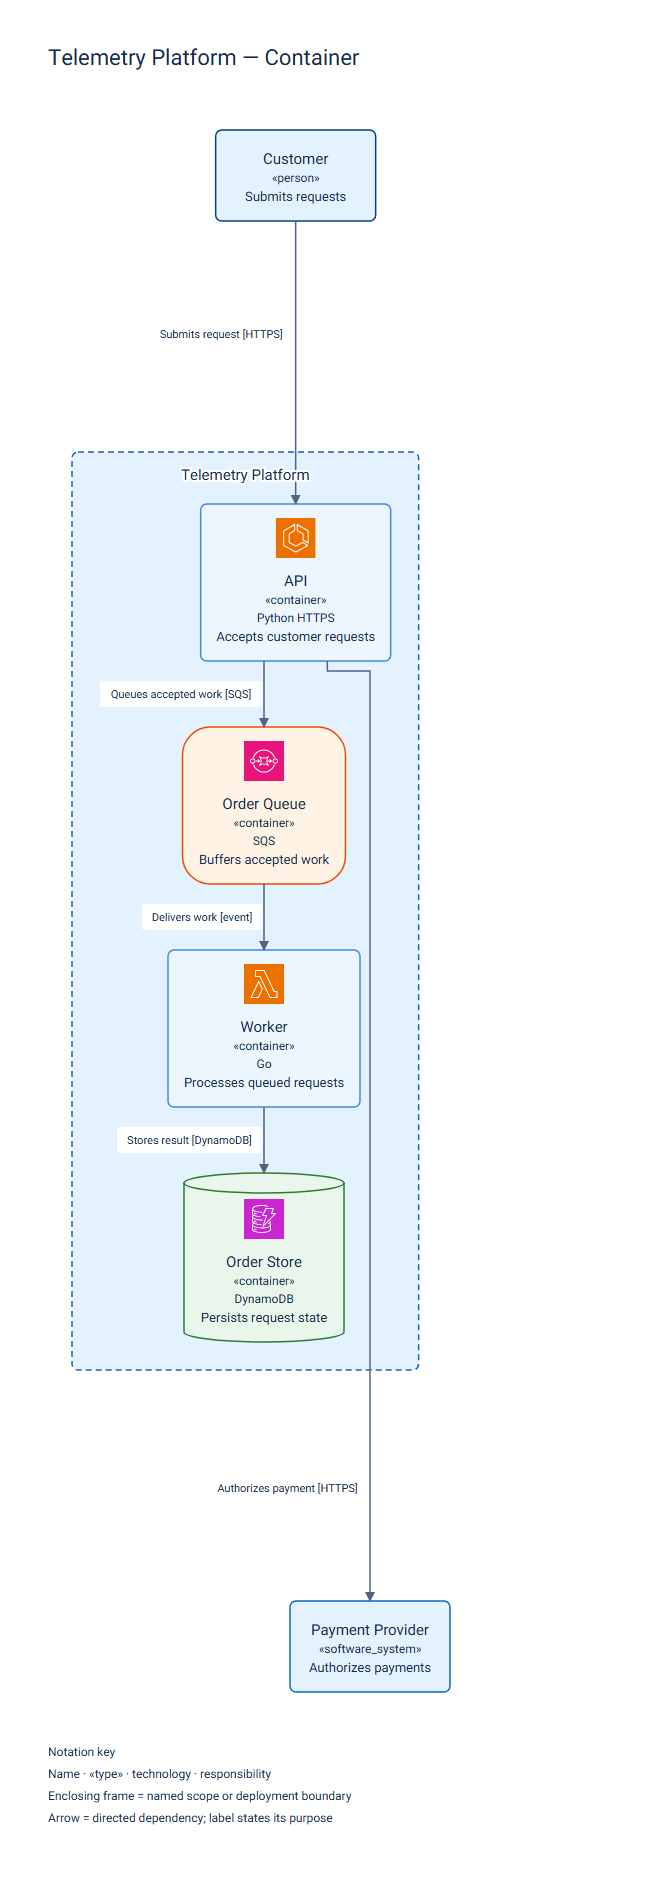 Telemetry Platform — Container
Customer
«person»
Submits requests
Submits request [HTTPS]
Telemetry Platform
API
«container»
Python HTTPS
Accepts customer requests
Queues accepted work [SQS]
Order Queue
«container»
SQS
Buffers accepted work
Delivers work [event]
Worker
«container»
Go
Processes queued requests
Stores result [DynamoDB]
Order Store
«container»
DynamoDB
Persists request state
Authorizes payment [HTTPS]
Payment Provider
«software_system»
Authorizes payments
Notation key
Name · «type» · technology · responsibility
Enclosing frame = named scope or deployment boundary
Arrow = directed dependency; label states its purpose